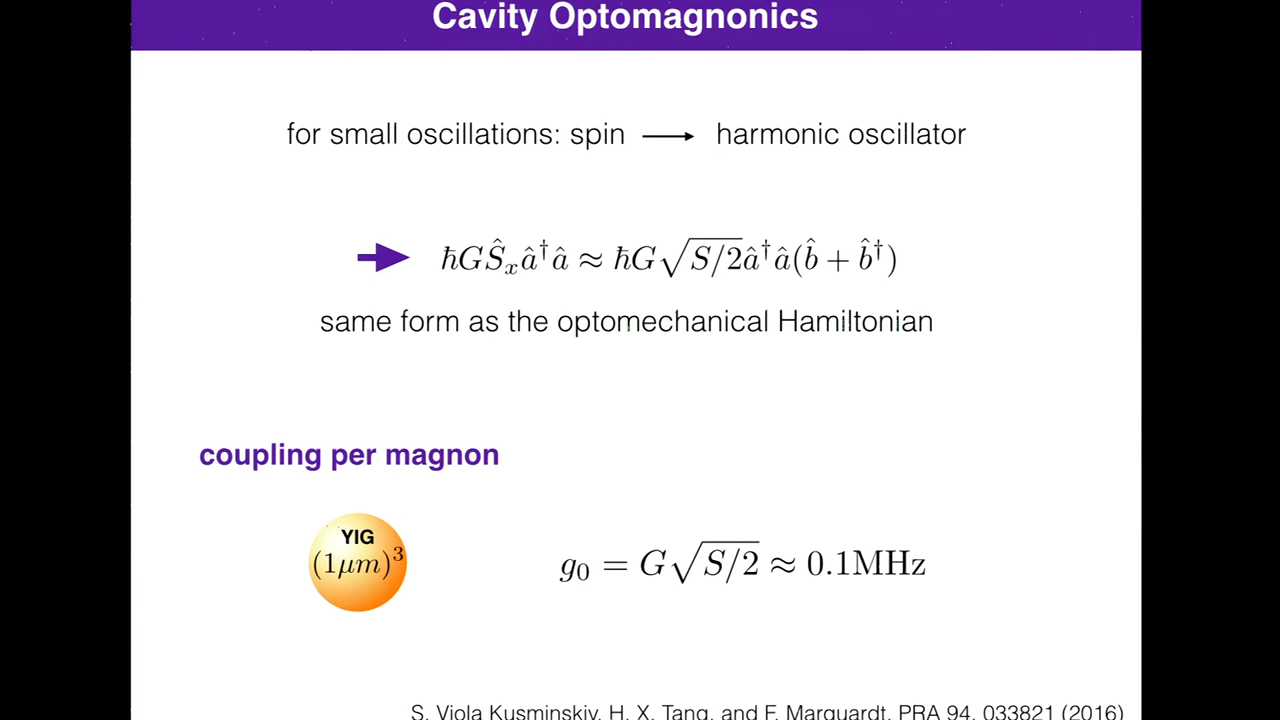 Cavity Optomagnonics
for small oscillations: spin ⟶ harmonic oscillator
ℏGŜₓâ†â ≈ ℏG√(S/2)â†â(b̂ + b̂†)
same form as the optomechanical Hamiltonian
coupling per magnon
YIG
(1μm)³
g₀ = G√(S/2) ≈ 0.1MHz
S. Viola Kusminskiy, H. X. Tang, and F. Marquardt, PRA 94, 033821 (2016)